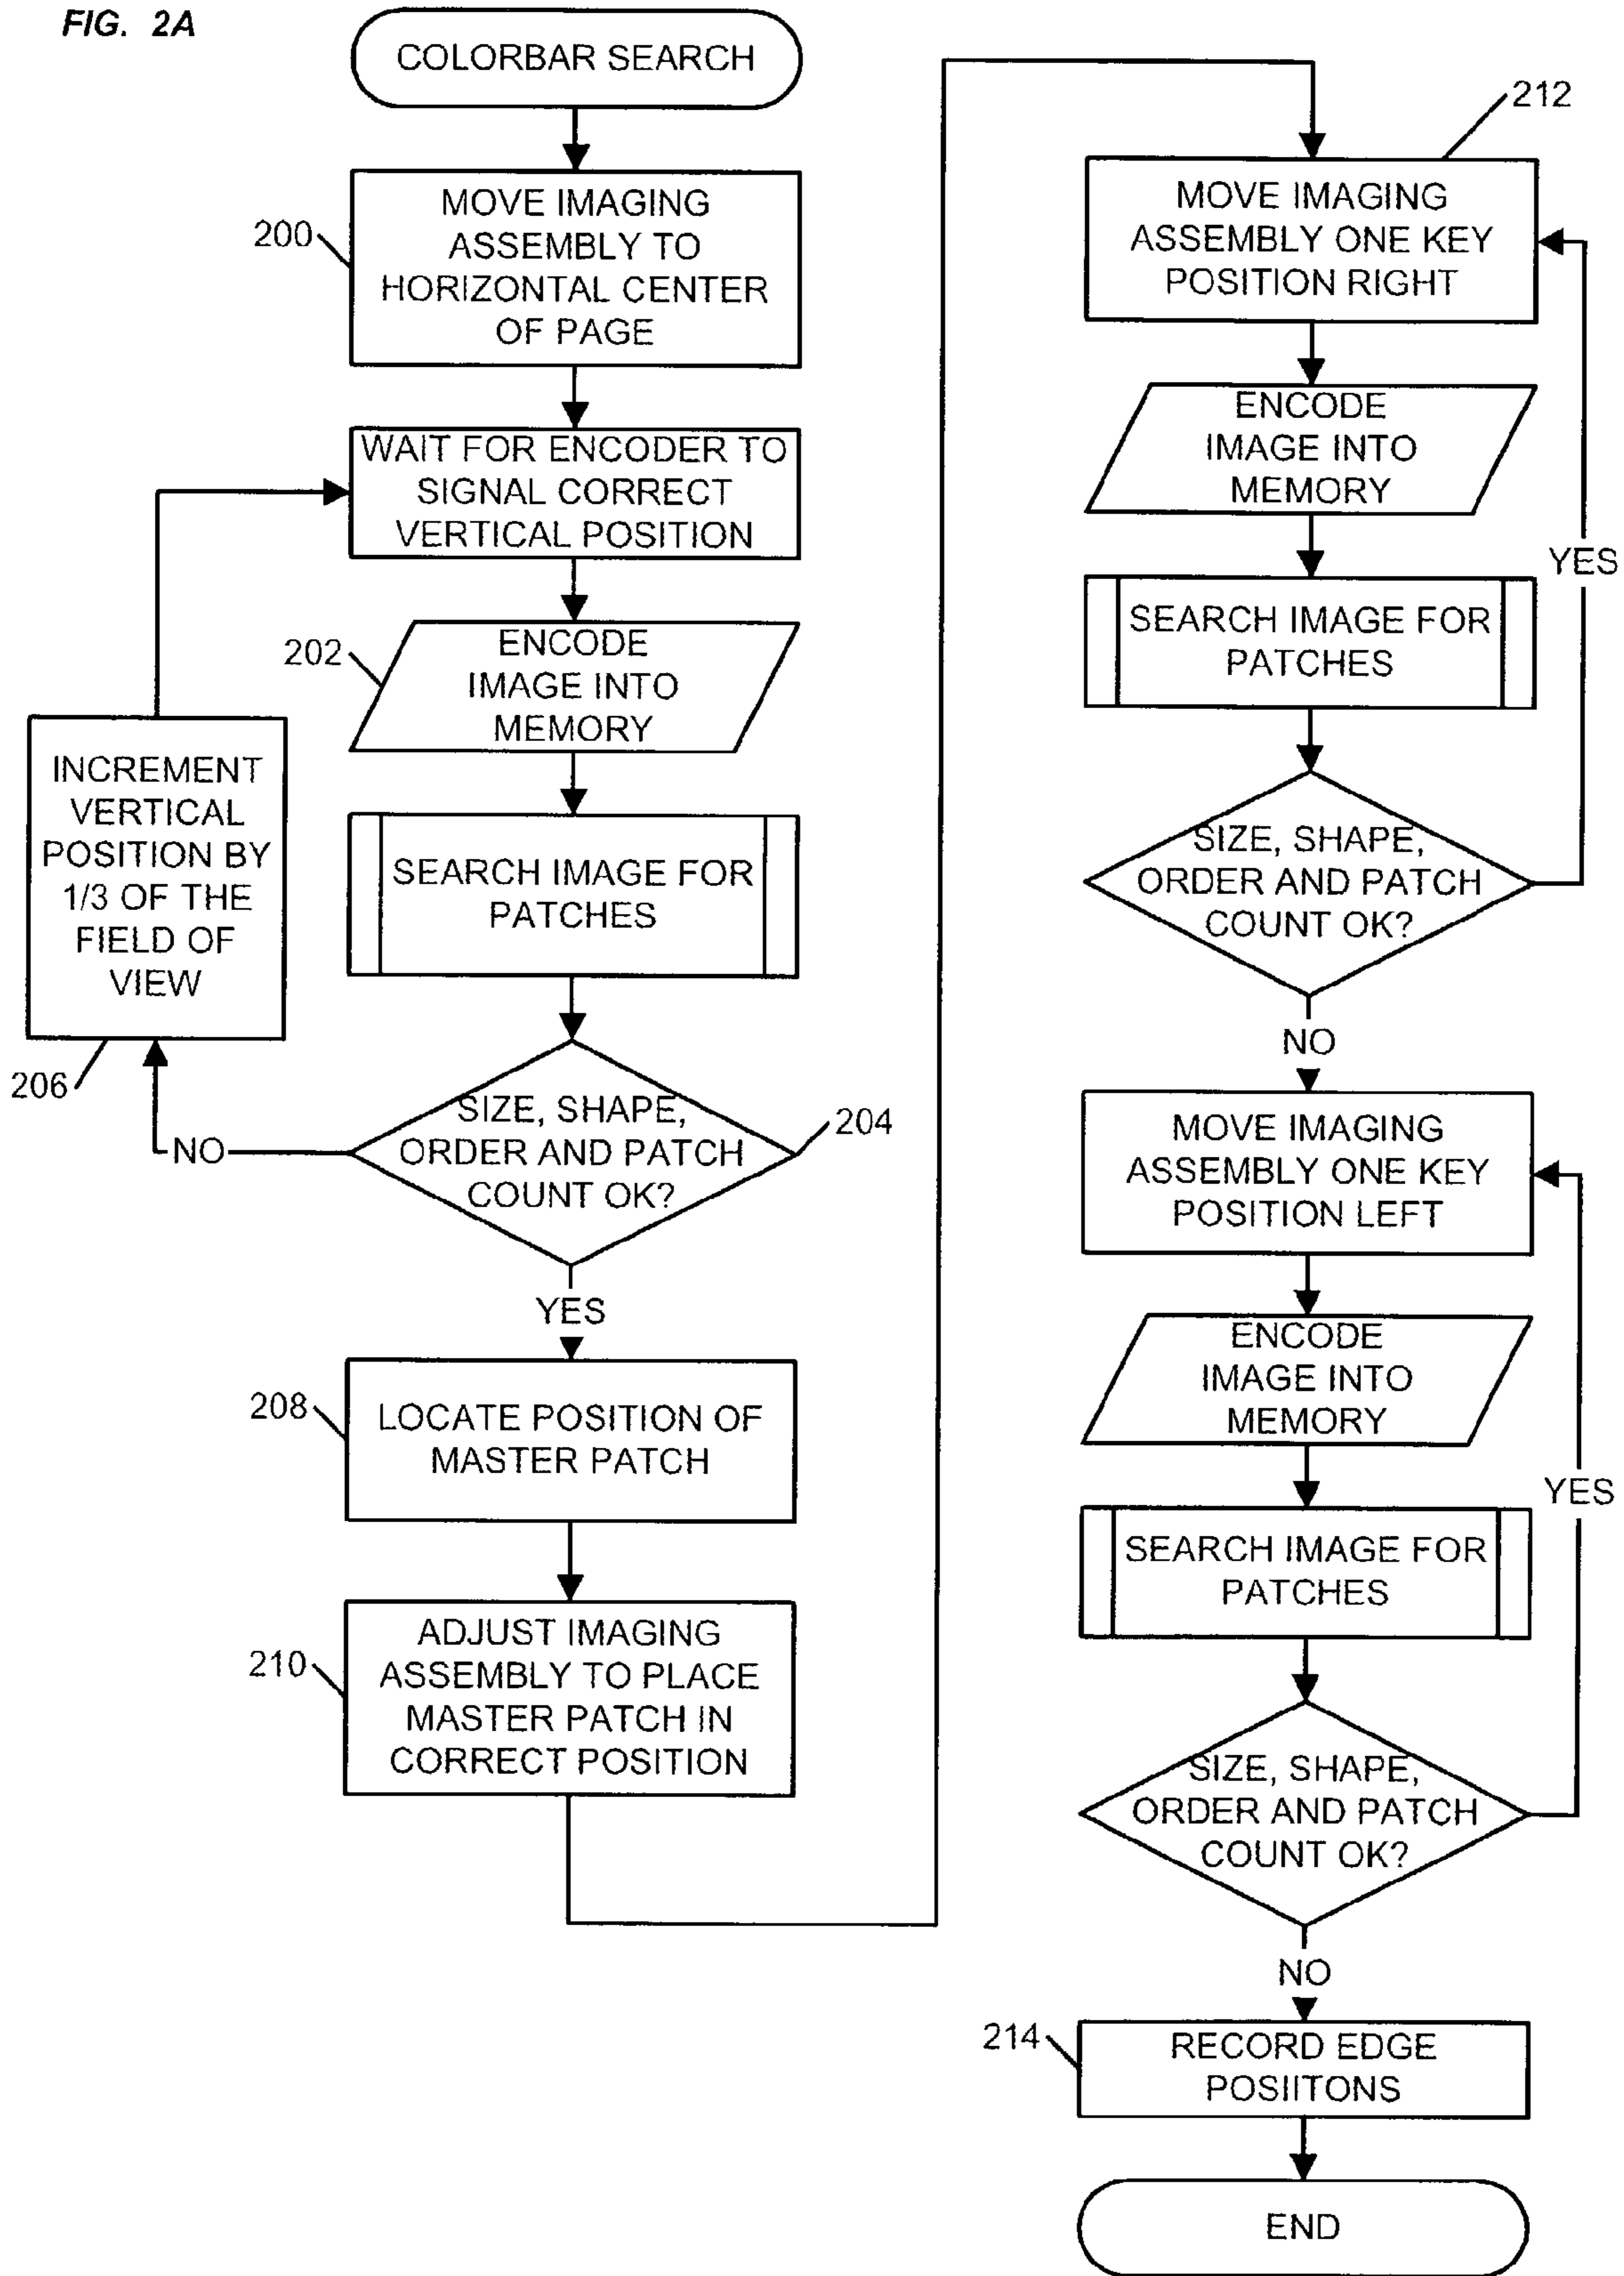 FIG. 2A
COLORBAR SEARCH
200
MOVE IMAGING
ASSEMBLY TO
HORIZONTAL CENTER
OF PAGE
WAIT FOR ENCODER TO
SIGNAL CORRECT
VERTICAL POSITION
202
ENCODE
IMAGE INTO
MEMORY
SEARCH IMAGE FOR
PATCHES
INCREMENT
VERTICAL
POSITION BY
1/3 OF THE
FIELD OF
VIEW
206
NO
SIZE, SHAPE,
ORDER AND PATCH
COUNT OK?
204
YES
208
LOCATE POSITION OF
MASTER PATCH
210
ADJUST IMAGING
ASSEMBLY TO PLACE
MASTER PATCH IN
CORRECT POSITION
212
MOVE IMAGING
ASSEMBLY ONE KEY
POSITION RIGHT
ENCODE
IMAGE INTO
MEMORY
YES
SEARCH IMAGE FOR
PATCHES
SIZE, SHAPE,
ORDER AND PATCH
COUNT OK?
NO
MOVE IMAGING
ASSEMBLY ONE KEY
POSITION LEFT
ENCODE
IMAGE INTO
MEMORY
YES
SEARCH IMAGE FOR
PATCHES
SIZE, SHAPE,
ORDER AND PATCH
COUNT OK?
NO
214
RECORD EDGE
POSIITONS
END